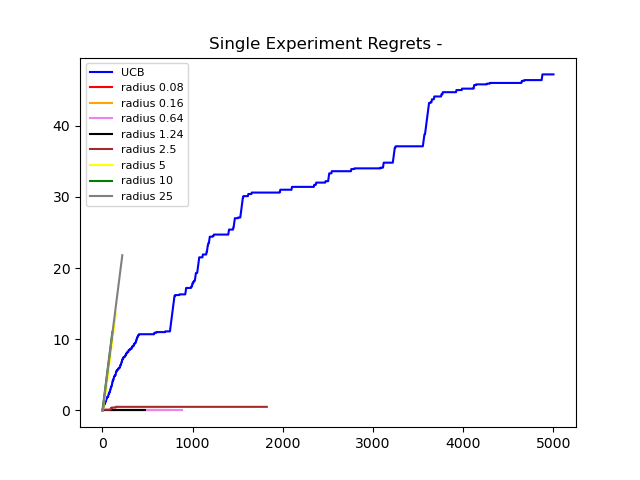 Single Experiment Regrets -
UCB
radius 0.08
radius 0.16
radius 0.64
radius 1.24
radius 2.5
radius 5
radius 10
radius 25
40
30
20
10
0
0 1000 2000 3000 4000 5000